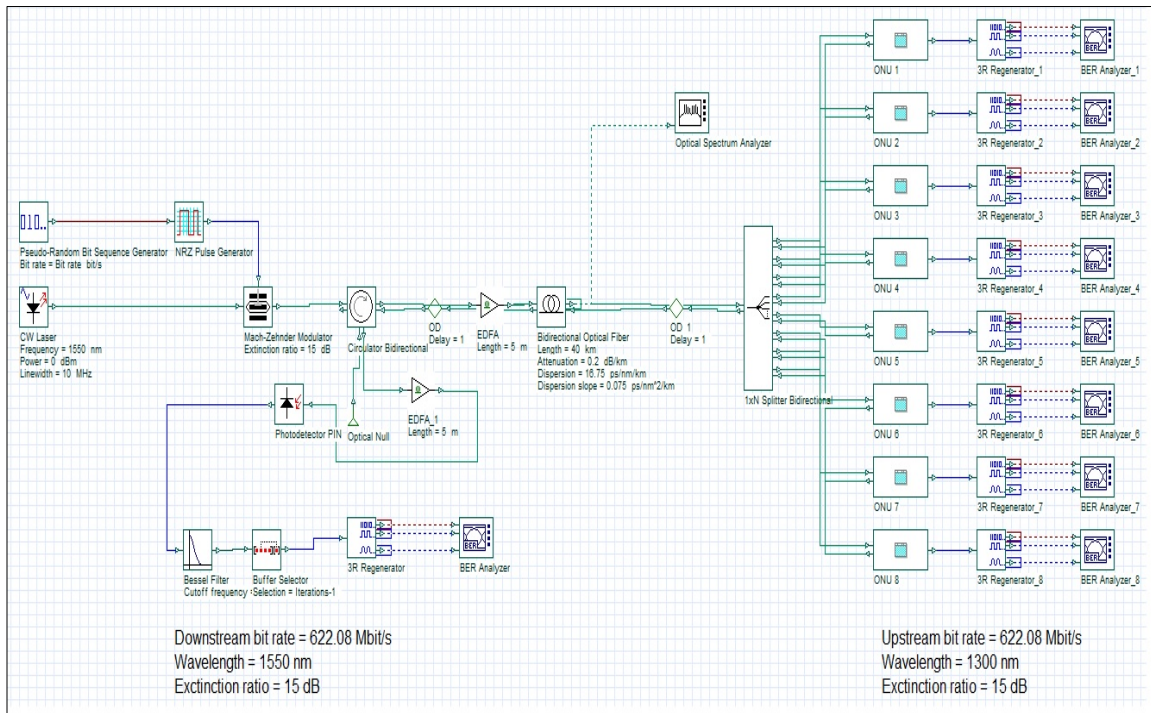 ONU 1
3R Regenerator_1
BER Analyzer_1
ONU 2
3R Regenerator_2
BER Analyzer_2
Optical Spectrum Analyzer
ONU 3
3R Regenerator_3
BER Analyzer_3
Pseudo-Random Bit Sequence Generator
Bit rate = Bit rate bit/s
NRZ Pulse Generator
ONU 4
3R Regenerator_4
BER Analyzer_4
CW Laser
Frequency = 1550 nm
Power = 0 dBm
Linewidth = 10 MHz
Mach-Zehnder Modulator
Extinction ratio = 15 dB
Circulator Bidirectional
OD
Delay = 1
EDFA
Length = 5 m
Bidirectional Optical Fiber
Length = 40 km
Attenuation = 0.2 dB/km
Dispersion = 16.75 ps/nm/km
Dispersion slope = 0.075 ps/nm^2/km
OD_1
Delay = 1
1xN Splitter Bidirectional
ONU 5
3R Regenerator_5
BER Analyzer_5
Photodetector PIN
Optical Null
EDFA_1
Length = 5 m
ONU 6
3R Regenerator_6
BER Analyzer_6
ONU 7
3R Regenerator_7
BER Analyzer_7
Bessel Filter
Cutoff frequency
Buffer Selector
Selection = Iterations-1
3R Regenerator
BER Analyzer
ONU 8
3R Regenerator_8
BER Analyzer_8
Downstream bit rate = 622.08 Mbit/s
Wavelength = 1550 nm
Exctinction ratio = 15 dB
Upstream bit rate = 622.08 Mbit/s
Wavelength = 1300 nm
Exctinction ratio = 15 dB